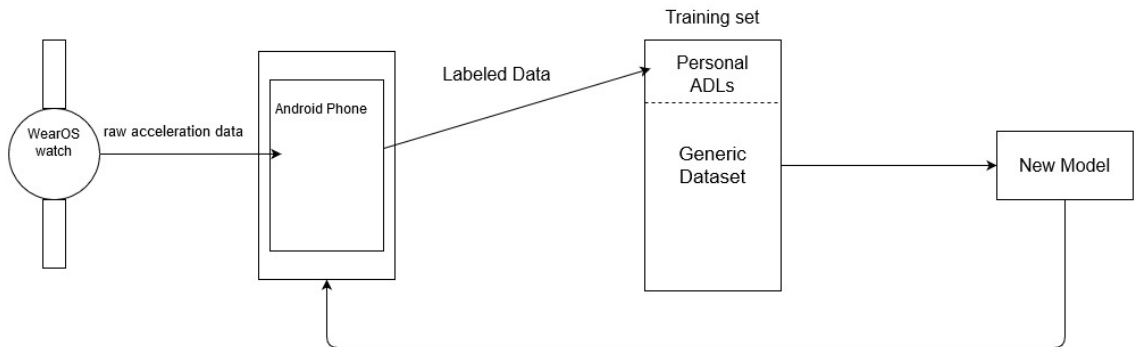 Training set
WearOS
watch
raw acceleration data
Android Phone
Labeled Data
Personal
ADLs
Generic
Dataset
New Model